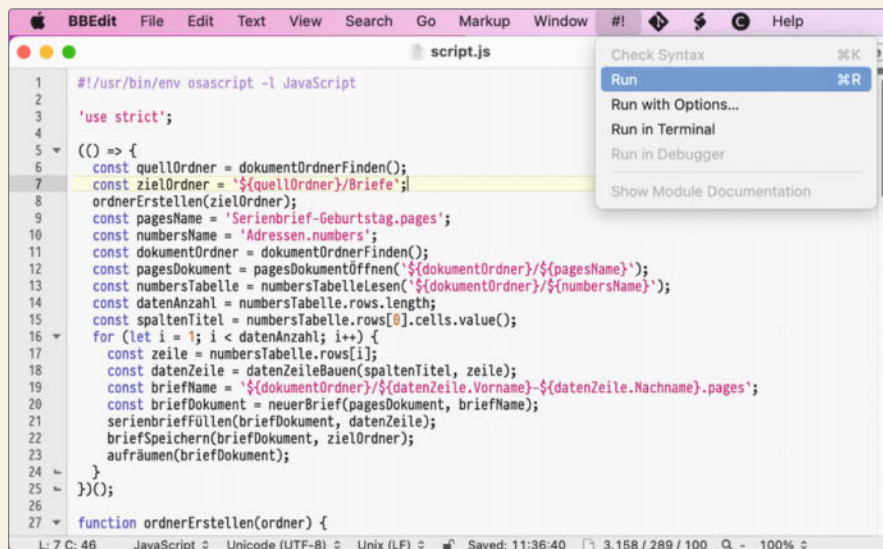 BBEdit File Edit Text View Search Go Markup Window #! Help
script.js
Check Syntax ⌘K
Run ⌘R
Run with Options...
Run in Terminal
Run in Debugger
Show Module Documentation
1 #!/usr/bin/env osascript -l JavaScript
2
3 'use strict';
4
5 (() => {
6 const quellOrdner = dokumentOrdnerFinden();
7 const zielOrdner = `${quellOrdner}/Briefe`;
8 ordnerErstellen(zielOrdner);
9 const pagesName = 'Serienbrief-Geburtstag.pages';
10 const numbersName = 'Adressen.numbers';
11 const dokumentOrdner = dokumentOrdnerFinden();
12 const pagesDokument = pagesDokumentÖffnen(`${dokumentOrdner}/${pagesName}`);
13 const numbersTabelle = numbersTabelleLesen(`${dokumentOrdner}/${numbersName}`);
14 const datenAnzahl = numbersTabelle.rows.length;
15 const spaltenTitel = numbersTabelle.rows[0].cells.value();
16 for (let i = 1; i < datenAnzahl; i++) {
17 const zeile = numbersTabelle.rows[i];
18 const datenZeile = datenZeileBauen(spaltenTitel, zeile);
19 const briefName = `${dokumentOrdner}/${datenZeile.Vorname}-${datenZeile.Nachname}.pages`;
20 const briefDokument = neuerBrief(pagesDokument, briefName);
21 serienbriefFüllen(briefDokument, datenZeile);
22 briefSpeichern(briefDokument, zielOrdner);
23 aufräumen(briefDokument);
24 }
25 })();
26
27 function ordnerErstellen(ordner) {
L: 7 C: 46 JavaScript Unicode (UTF-8) Unix (LF) Saved: 11:36:40 3.158 / 289 / 100 100%